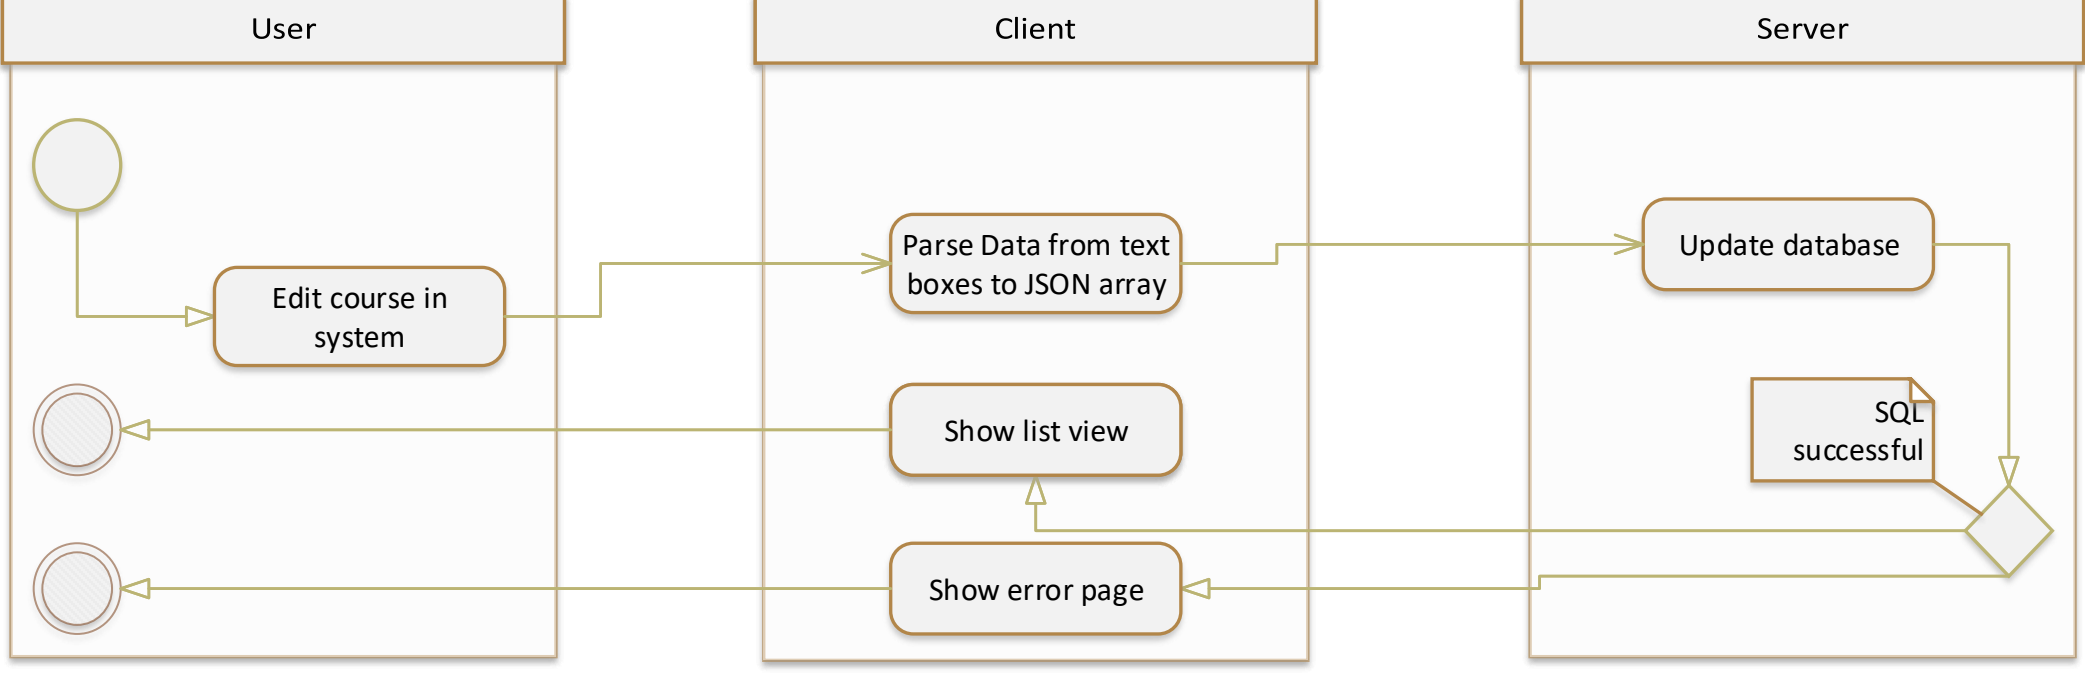 User
Client
Server
Edit course in
system
Parse Data from text
boxes to JSON array
Update database
Show list view
SQL
successful
Show error page